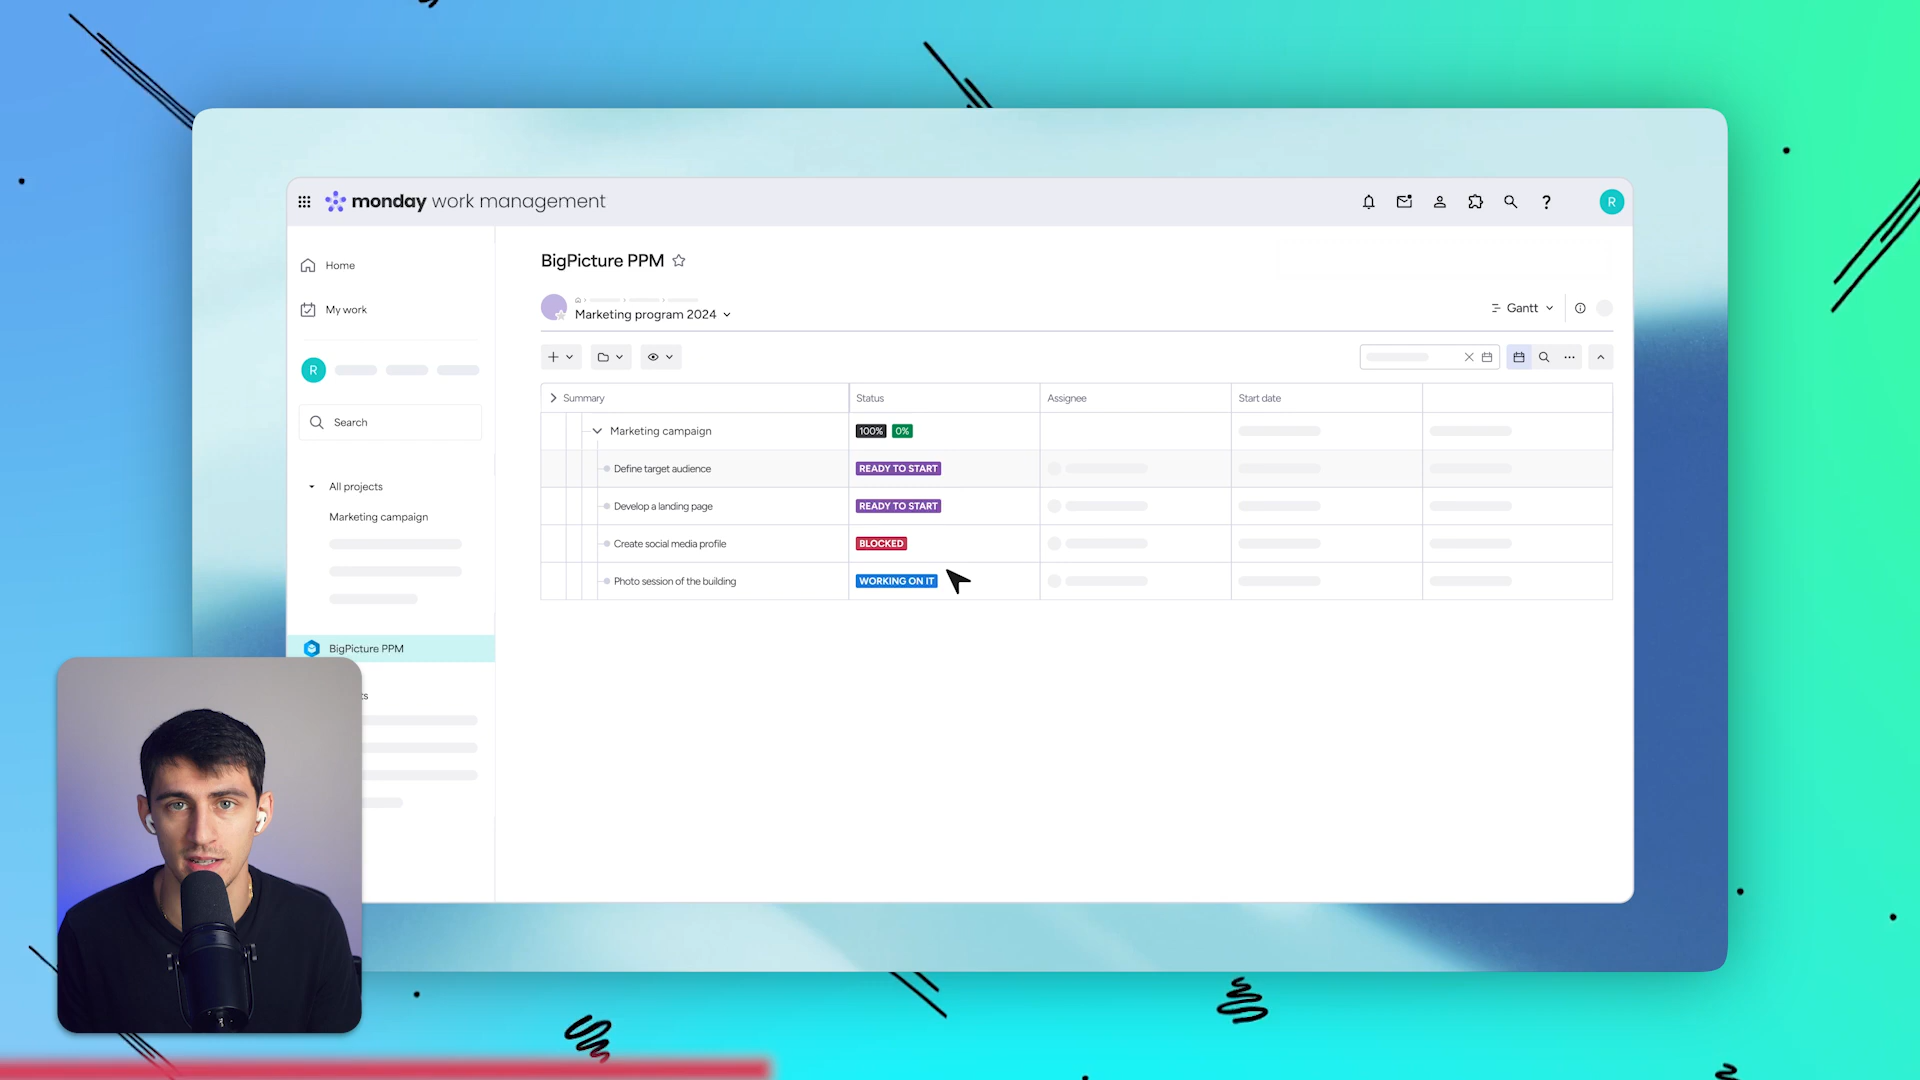 monday work management
R
Home
BigPicture PPM
My work
Marketing program 2024
Gantt
R
Search
Summary
Status
Assignee
Start date
Marketing campaign
100%
0%
Define target audience
READY TO START
All projects
Develop a landing page
READY TO START
Marketing campaign
Create social media profile
BLOCKED
Photo session of the building
WORKING ON IT
BigPicture PPM